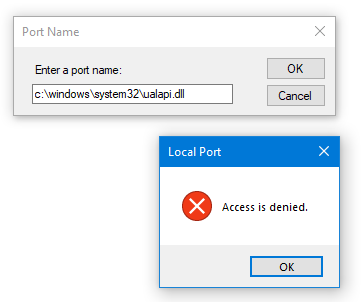 Port Name
Enter a port name:
OK
c:\windows\system32\ualapi.dll
Cancel
Local Port
Access is denied.
OK